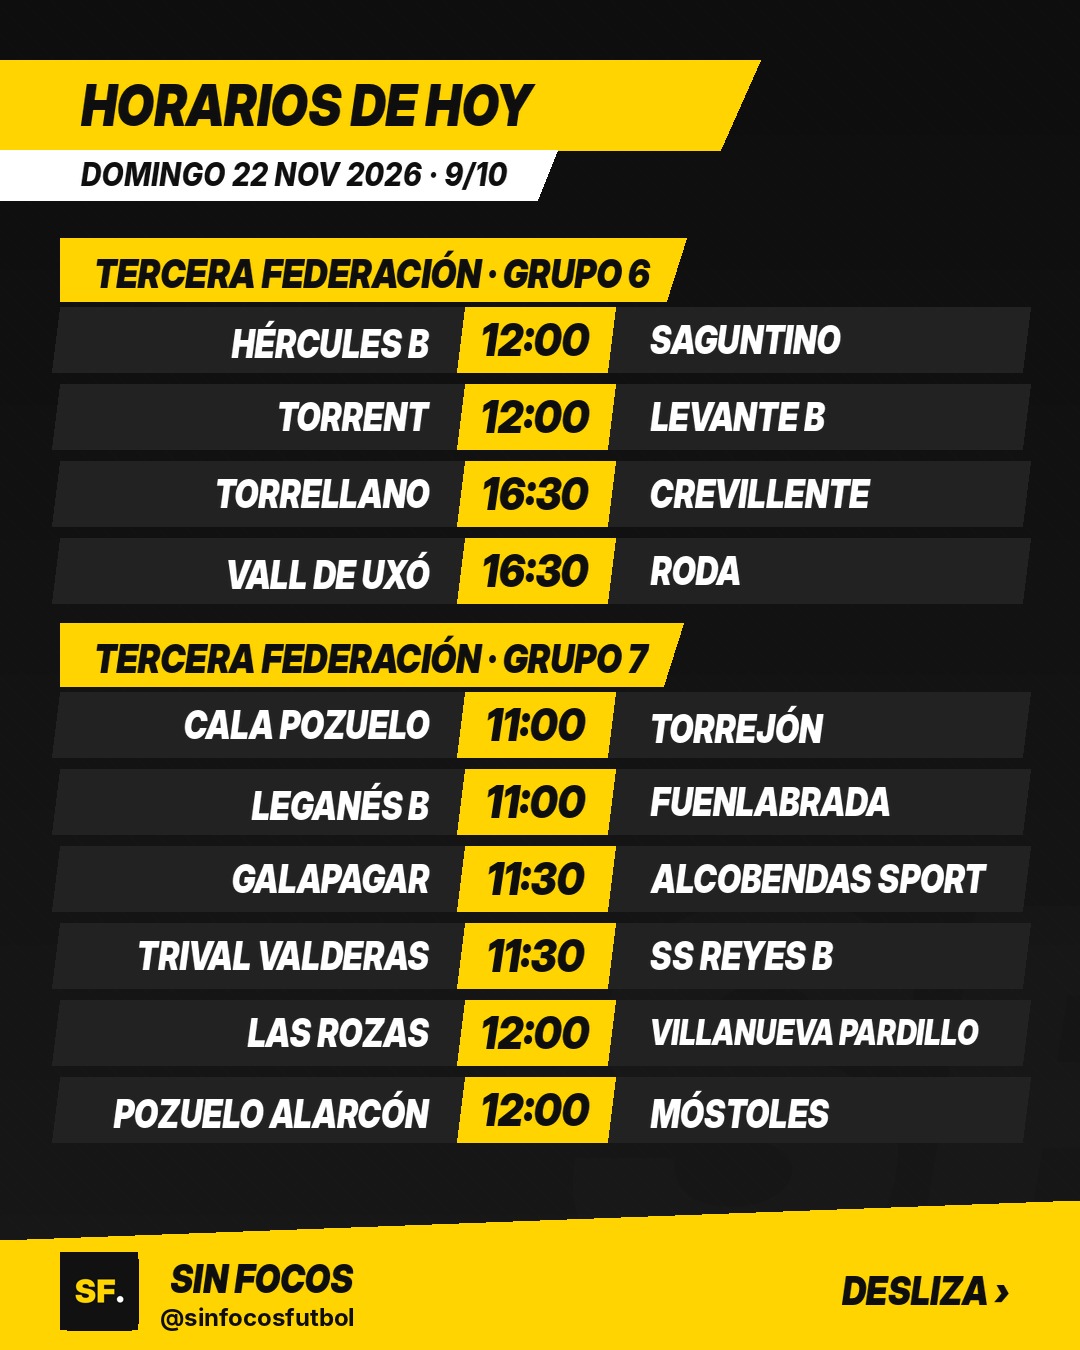 HORARIOS DE HOY
DOMINGO 22 NOV 2026 · 9/10
TERCERA FEDERACIÓN · GRUPO 6
HÉRCULES B 12:00 SAGUNTINO
TORRENT 12:00 LEVANTE B
TORRELLANO 16:30 CREVILLENTE
VALL DE UXÓ 16:30 RODA
TERCERA FEDERACIÓN · GRUPO 7
CALA POZUELO 11:00 TORREJÓN
LEGANÉS B 11:00 FUENLABRADA
GALAPAGAR 11:30 ALCOBENDAS SPORT
TRIVAL VALDERAS 11:30 SS REYES B
LAS ROZAS 12:00 VILLANUEVA PARDILLO
POZUELO ALARCÓN 12:00 MÓSTOLES
SF.
SIN FOCOS
@sinfocosfutbol
DESLIZA ›